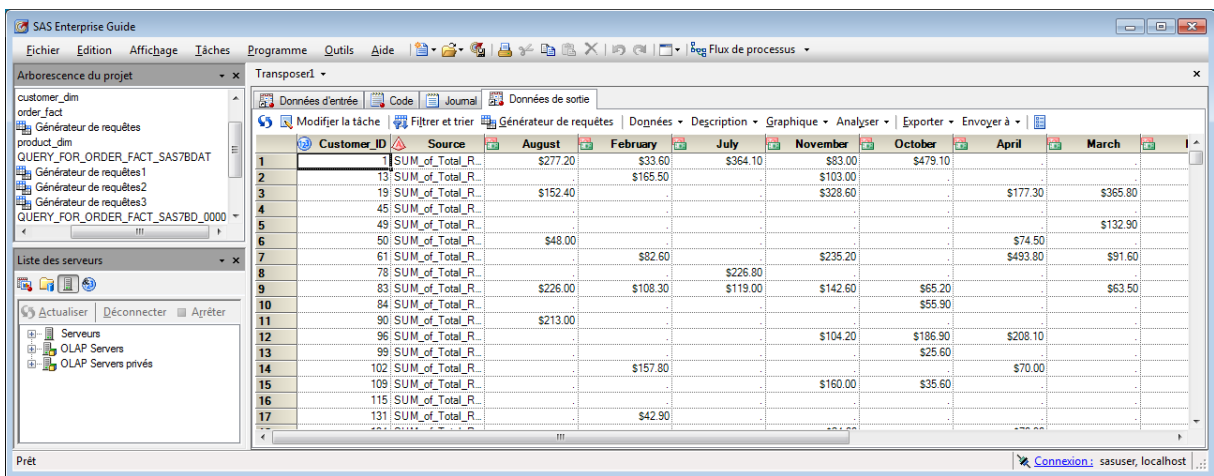 SAS Enterprise Guide
Fichier Edition Affichage Tâches Programme Outils Aide Flux de processus
Arborescence du projet
customer_dim
order_fact
Générateur de requêtes
product_dim
QUERY_FOR_ORDER_FACT_SAS7BDAT
Générateur de requêtes1
Générateur de requêtes2
Générateur de requêtes3
QUERY_FOR_ORDER_FACT_SAS7BD_0000
Liste des serveurs
Actualiser Déconnecter Arrêter
Serveurs
OLAP Servers
OLAP Servers privés
Transposer1
Données d'entrée Code Journal Données de sortie
Modifier la tâche Filtrer et trier Générateur de requêtes Données Description Graphique Analyser Exporter Envoyer à
Customer_ID Source August February July November October April March
1 1 SUM_of_Total_R... $277.20 $33.60 $364.10 $83.00 $479.10 . .
2 13 SUM_of_Total_R... . $165.50 . $103.00 . . .
3 19 SUM_of_Total_R... $152.40 . . $328.60 . $177.30 $365.80
4 45 SUM_of_Total_R... . . . . . . .
5 49 SUM_of_Total_R... . . . . . . $132.90
6 50 SUM_of_Total_R... $48.00 . . . . $74.50 .
7 61 SUM_of_Total_R... . $82.60 . $235.20 . $493.80 $91.60
8 78 SUM_of_Total_R... . . $226.80 . . . .
9 83 SUM_of_Total_R... $226.00 $108.30 $119.00 $142.60 $65.20 . $63.50
10 84 SUM_of_Total_R... . . . . $55.90 . .
11 90 SUM_of_Total_R... $213.00 . . . . . .
12 96 SUM_of_Total_R... . . . $104.20 $186.90 $208.10 .
13 99 SUM_of_Total_R... . . . . $25.60 . .
14 102 SUM_of_Total_R... . $157.80 . . . $70.00 .
15 109 SUM_of_Total_R... . . . $160.00 $35.60 . .
16 115 SUM_of_Total_R... . . . . . . .
17 131 SUM_of_Total_R... . $42.90 . . . . .
Prêt
Connexion : sasuser, localhost